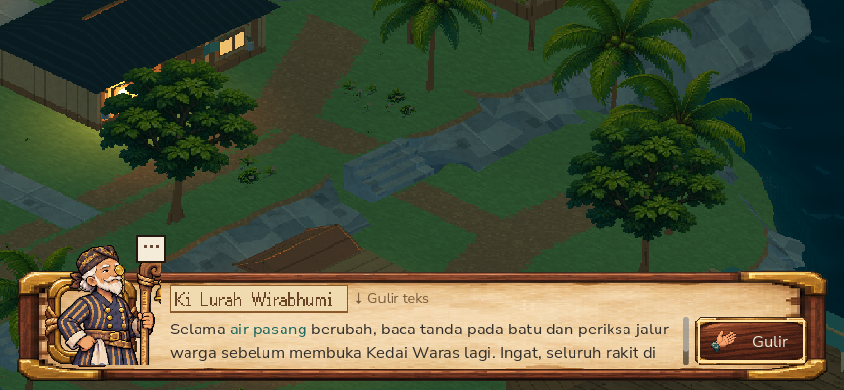 Ki Lurah Wirabhumi
↓ Gulir teks
Selama air pasang berubah, baca tanda pada batu dan periksa jalur
warga sebelum membuka Kedai Waras lagi. Ingat, seluruh rakit di
Gulir